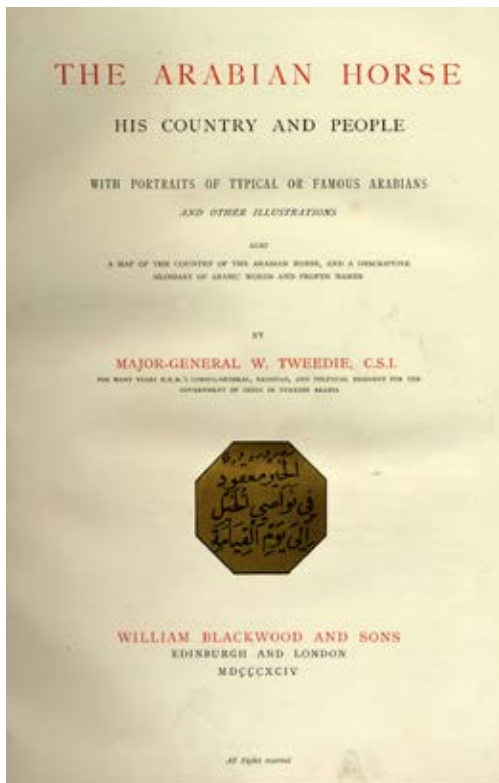 THE ARABIAN HORSE
HIS COUNTRY AND PEOPLE
WITH PORTRAITS OF TYPICAL OR FAMOUS ARABIANS
AND OTHER ILLUSTRATIONS
ALSO
A MAP OF THE COUNTRY OF THE ARABIAN HORSE, AND A DESCRIPTIVE
GLOSSARY OF ARABIC WORDS AND PROPER NAMES
BY
MAJOR-GENERAL W. TWEEDIE, C.S.I.
FOR MANY YEARS H.B.M.'S CONSUL-GENERAL, BAGHDAD, AND POLITICAL RESIDENT FOR THE
GOVERNMENT OF INDIA IN TURKISH ARABIA
الخير معقود
في نواصي الخيل
إلى يوم القيامة
WILLIAM BLACKWOOD AND SONS
EDINBURGH AND LONDON
MDCCCXCIV
All Rights reserved